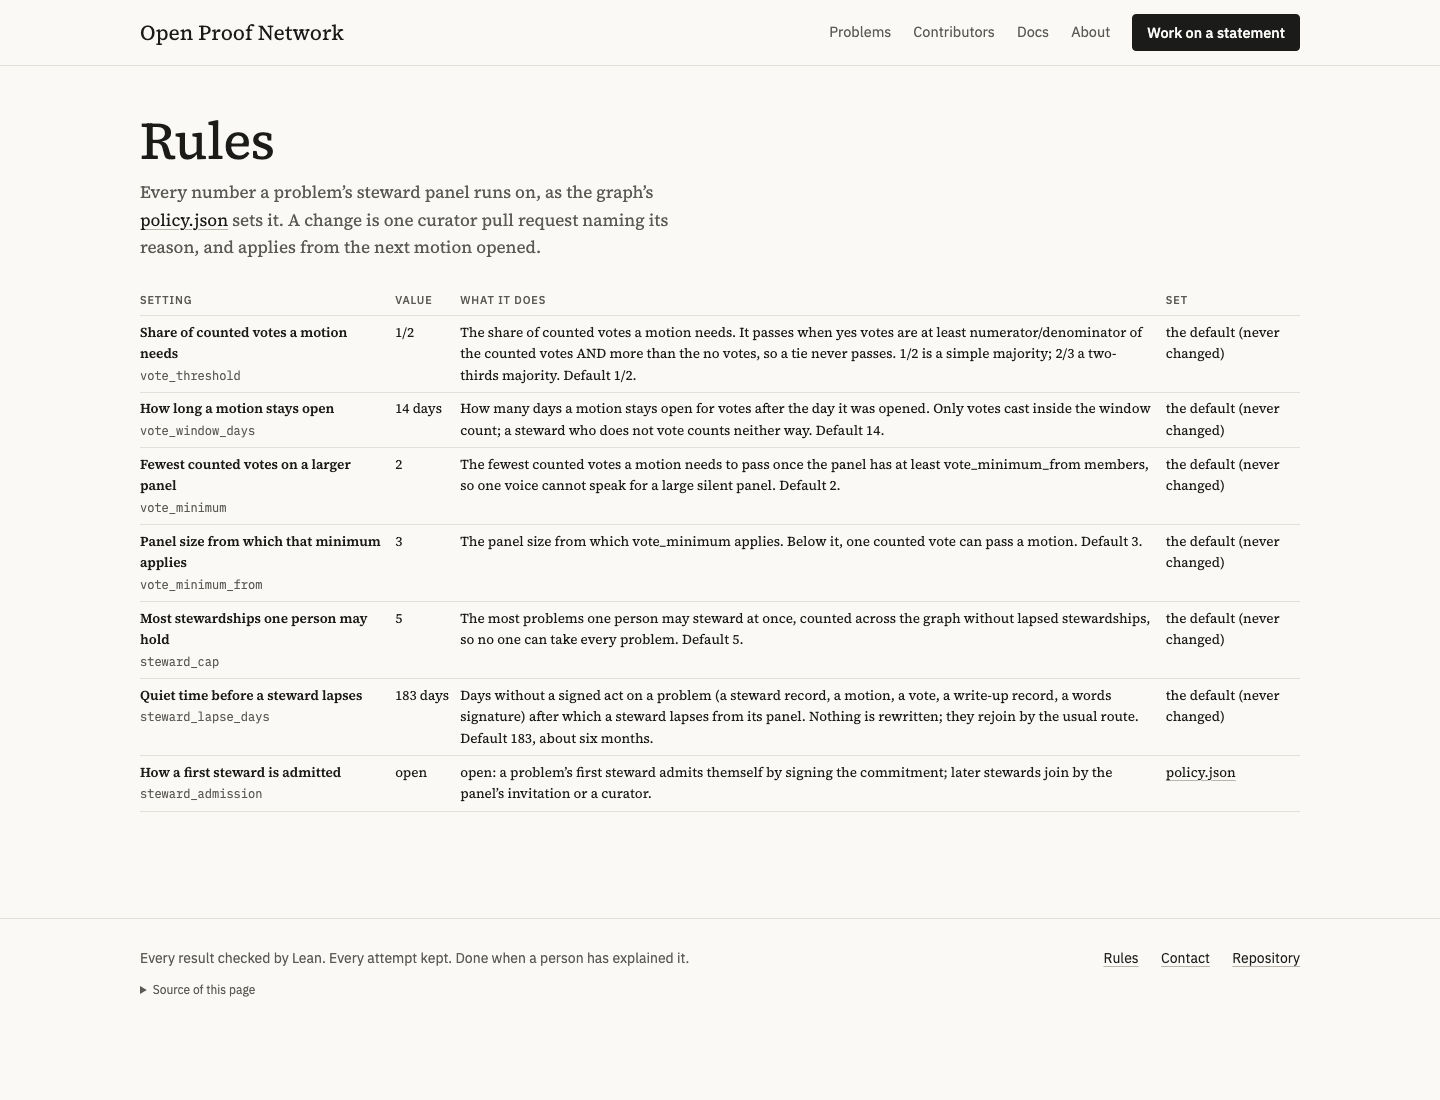 Open Proof Network
Problems Contributors Docs About Work on a statement
Rules
Every number a problem’s steward panel runs on, as the graph’s
policy.json sets it. A change is one curator pull request naming its
reason, and applies from the next motion opened.
SETTING VALUE WHAT IT DOES SET
Share of counted votes a motion 1/2 The share of counted votes a motion needs. It passes when yes votes are at least numerator/denominator of the default (never
needs the counted votes AND more than the no votes, so a tie never passes. 1/2 is a simple majority; 2/3 a two- changed)
vote_threshold thirds majority. Default 1/2.
How long a motion stays open 14 days How many days a motion stays open for votes after the day it was opened. Only votes cast inside the window the default (never
vote_window_days count; a steward who does not vote counts neither way. Default 14. changed)
Fewest counted votes on a larger 2 The fewest counted votes a motion needs to pass once the panel has at least vote_minimum_from members, the default (never
panel so one voice cannot speak for a large silent panel. Default 2. changed)
vote_minimum
Panel size from which that minimum 3 The panel size from which vote_minimum applies. Below it, one counted vote can pass a motion. Default 3. the default (never
applies changed)
vote_minimum_from
Most stewardships one person may 5 The most problems one person may steward at once, counted across the graph without lapsed stewardships, the default (never
hold so no one can take every problem. Default 5. changed)
steward_cap
Quiet time before a steward lapses 183 days Days without a signed act on a problem (a steward record, a motion, a vote, a write-up record, a words the default (never
steward_lapse_days signature) after which a steward lapses from its panel. Nothing is rewritten; they rejoin by the usual route. changed)
Default 183, about six months.
How a first steward is admitted open open: a problem’s first steward admits themself by signing the commitment; later stewards join by the policy.json
steward_admission panel’s invitation or a curator.
Every result checked by Lean. Every attempt kept. Done when a person has explained it. Rules Contact Repository
▶ Source of this page